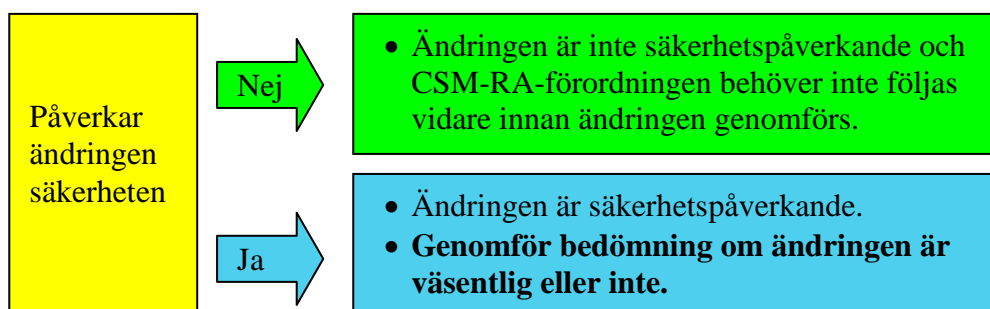 Påverkar
ändringen
säkerheten
Nej
• Ändringen är inte säkerhetspåverkande och
CSM-RA-förordningen behöver inte följas
vidare innan ändringen genomförs.
Ja
• Ändringen är säkerhetspåverkande.
• Genomför bedömning om ändringen är
väsentlig eller inte.